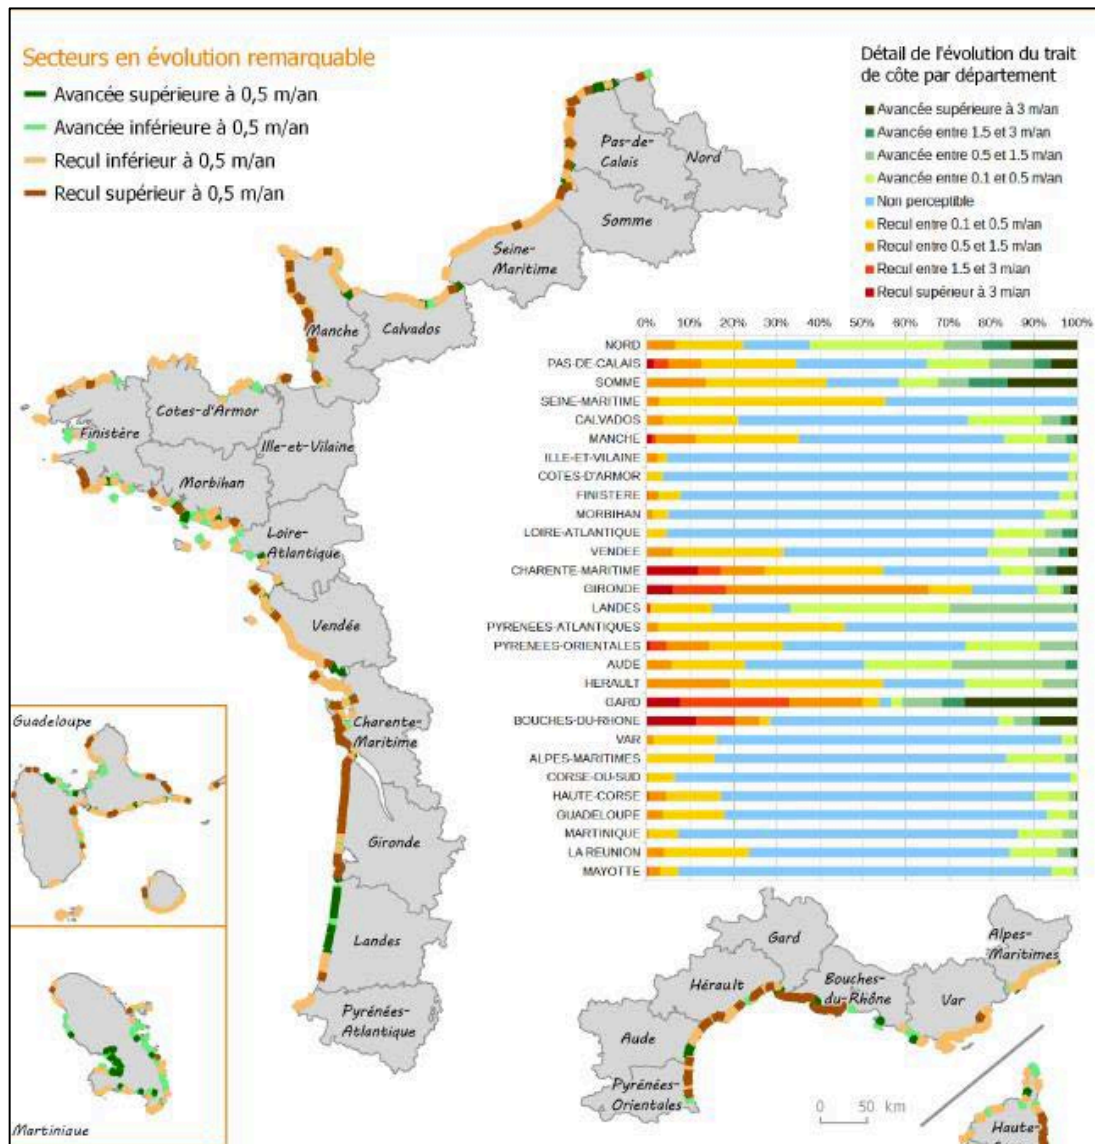 Secteurs en évolution remarquable
Avancée supérieure à 0,5 m/an
Avancée inférieure à 0,5 m/an
Recul inférieur à 0,5 m/an
Recul supérieur à 0,5 m/an
Détail de l'évolution du trait
de côte par département
Avancée supérieure à 3 m/an
Avancée entre 1.5 et 3 m/an
Avancée entre 0.5 et 1.5 m/an
Avancée entre 0.1 et 0.5 m/an
Non perceptible
Recul entre 0.1 et 0.5 m/an
Recul entre 0.5 et 1.5 m/an
Recul entre 1.5 et 3 m/an
Recul supérieur à 3 m/an
Pas-de-
Calais
Nord
Somme
Seine-
Maritime
Manche
Calvados
Cotes-d'Armor
Finistère
Ille-et-Vilaine
Morbihan
Loire-
Atlantique
Vendée
Charente-
Maritime
Gironde
Landes
Pyrénées-
Atlantique
0% 10% 20% 30% 40% 50% 60% 70% 80% 90% 100%
NORD
PAS-DE-CALAIS
SOMME
SEINE-MARITIME
CALVADOS
MANCHE
ILLE-ET-VILAINE
COTES-D'ARMOR
FINISTERE
MORBIHAN
LOIRE-ATLANTIQUE
VENDEE
CHARENTE-MARITIME
GIRONDE
LANDES
PYRENEES-ATLANTIQUES
PYRENEES-ORIENTALES
AUDE
HERAULT
GARD
BOUCHES-DU-RHONE
VAR
ALPES-MARITIMES
CORSE-DU-SUD
HAUTE-CORSE
GUADELOUPE
MARTINIQUE
LA REUNION
MAYOTTE
Guadeloupe
Martinique
Gard
Hérault
Bouches-
du-Rhône
Alpes-
Maritimes
Var
Aude
Pyrénées-
Orientales
0 50 km
Haute-